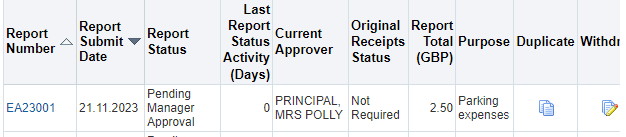 Report Number
Report Submit Date
Report Status
Last Report Status Activity (Days)
Current Approver
Original Receipts Status
Report Total (GBP)
Purpose
Duplicate
EA23001
21.11.2023
Pending Manager Approval
0
PRINCIPAL, MRS POLLY
Not Required
2.50
Parking expenses